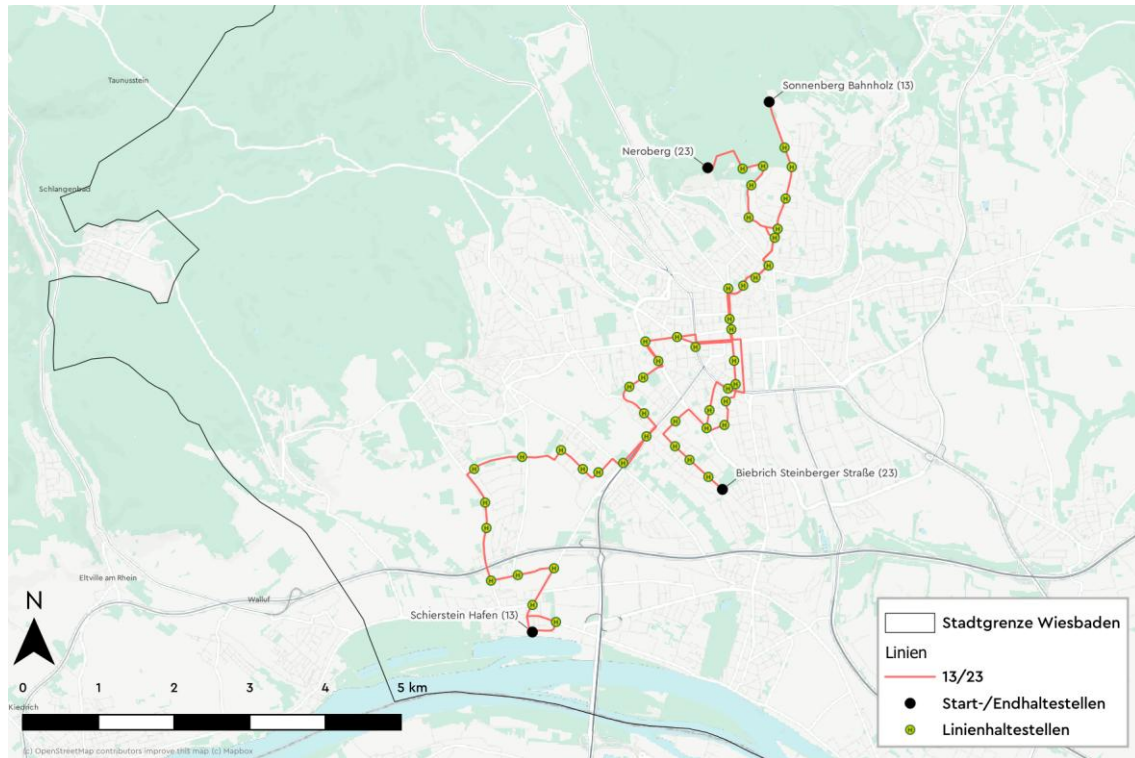 Sonnenberg Bahnholz (13)
Taunusstein
Neroberg (23)
Schlangenbad
Biebrich Steinberger Straße (23)
Eltville am Rhein
Walluf
Schierstein Hafen (13)
N
0 1 2 3 4 5 km
Kiedrich
(c) OpenStreetMap contributors improve this map (c) Mapbox
Stadtgrenze Wiesbaden
Linien
13/23
Start-/Endhaltestellen
H Linienhaltestellen